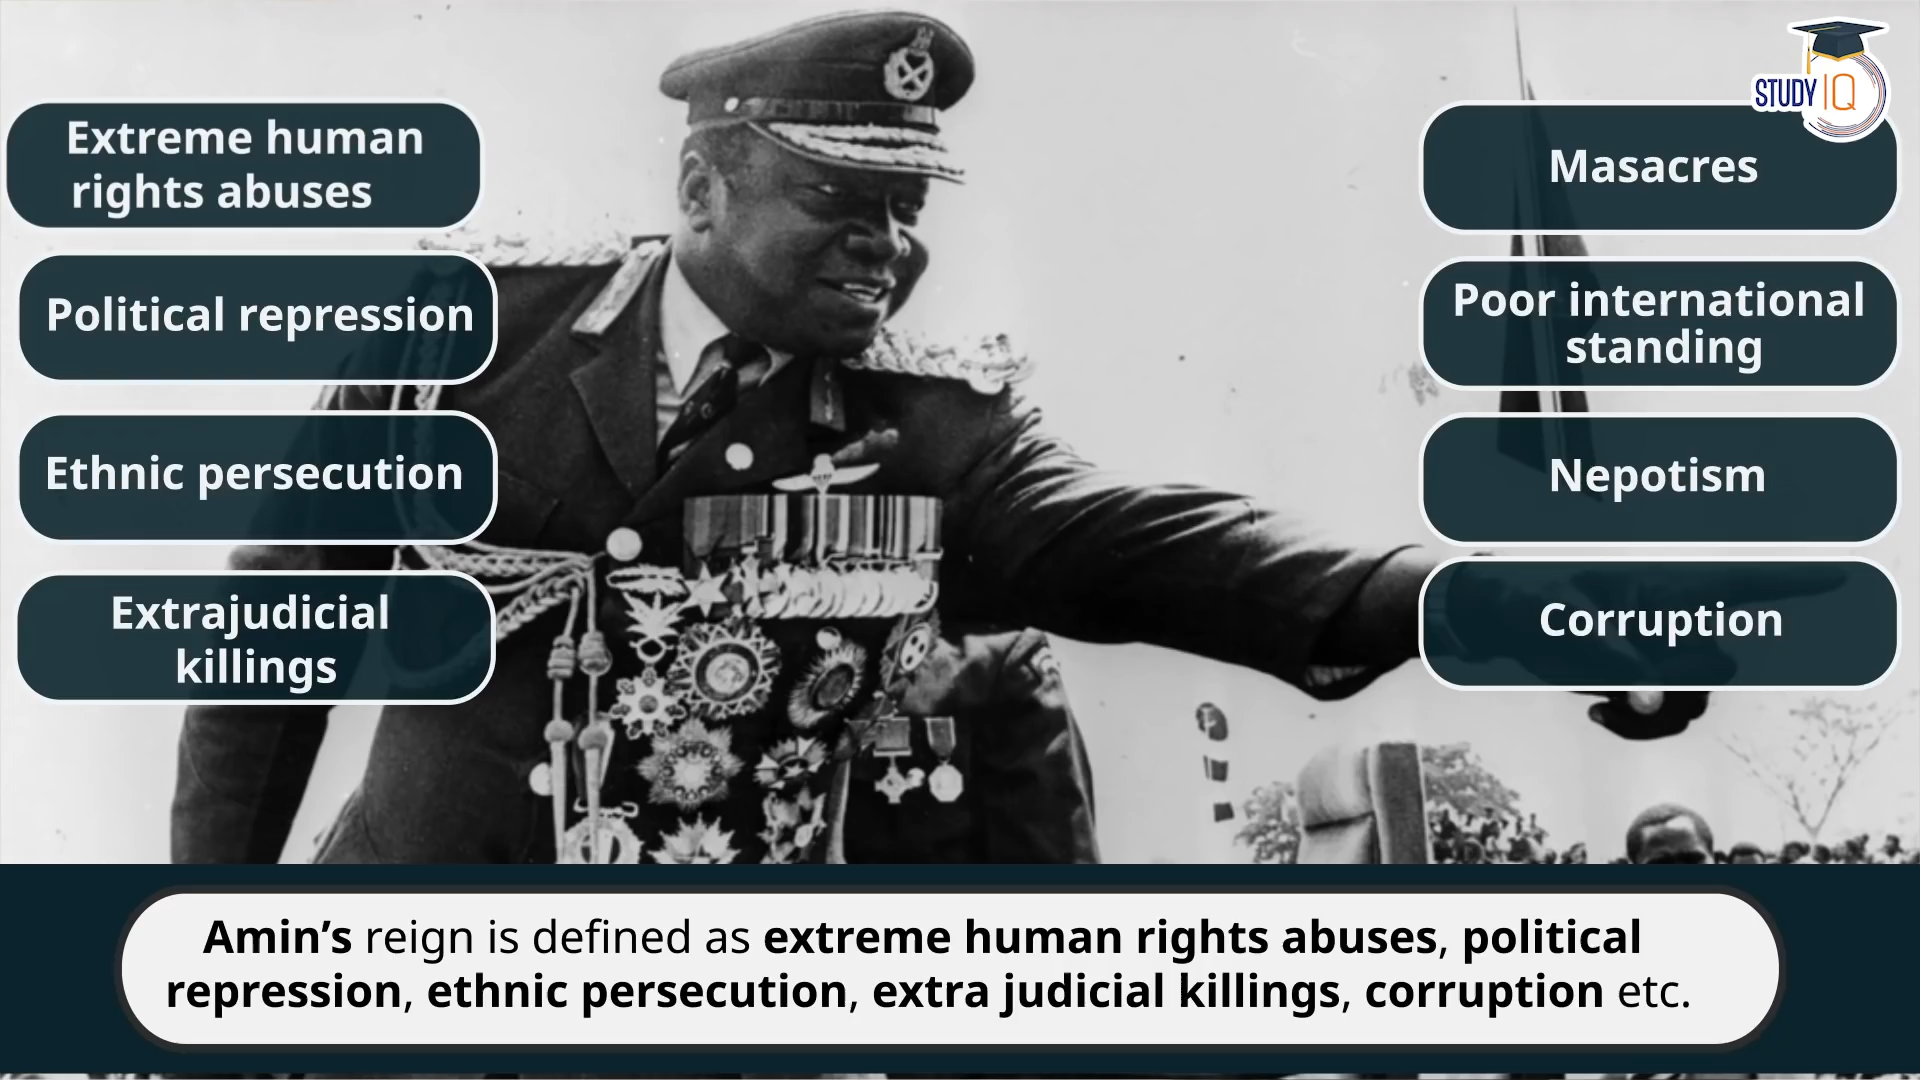 STUDY IQ
Extreme human
rights abuses
Political repression
Ethnic persecution
Extrajudicial
killings
Masacres
Poor international
standing
Nepotism
Corruption
Amin’s reign is defined as extreme human rights abuses, political
repression, ethnic persecution, extra judicial killings, corruption etc.